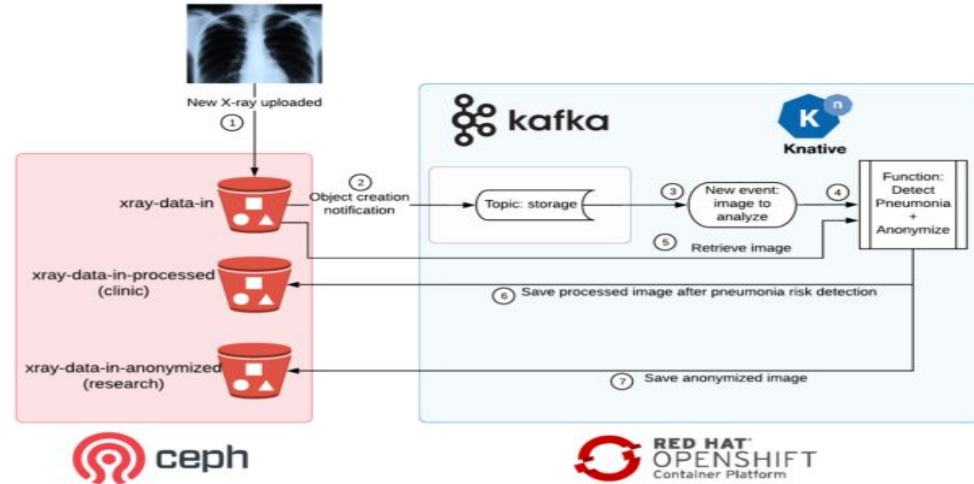 New X-ray uploaded
1
kafka
K
n
Knative
xray-data-in
2
Object creation
notification
Topic: storage
3
New event:
image to
analyze
4
Function:
Detect
Pneumonia
+
Anonymize
5
Retrieve image
xray-data-in-processed
(clinic)
6
Save processed image after pneumonia risk detection
xray-data-in-anonymized
(research)
7
Save anonymized image
ceph
RED HAT®
OPENSHIFT
Container Platform